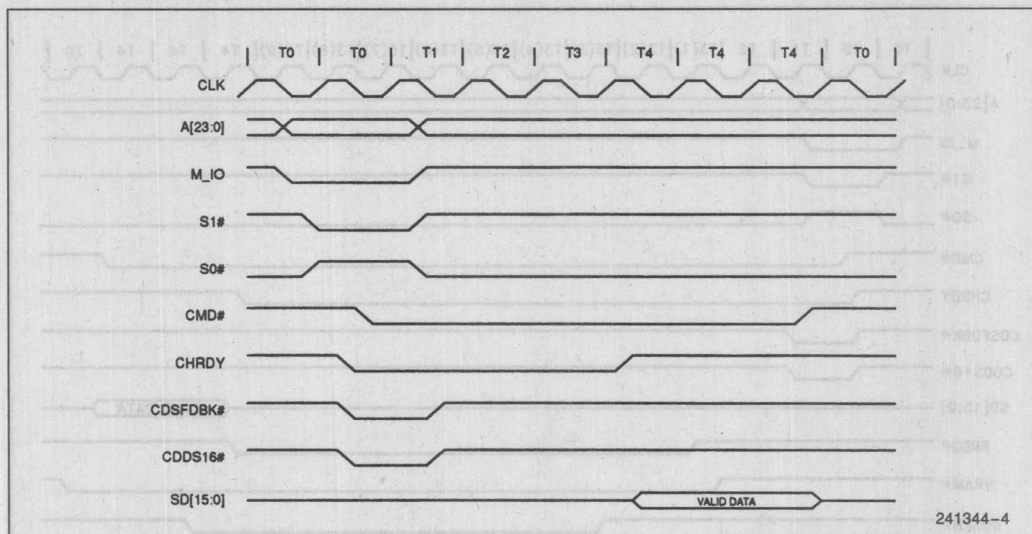 T0 T0 T1 T2 T3 T4 T4 T4 T0
CLK
A[23:0]
M_IO
S1#
S0#
CMD#
CHRDY
CDSFDBK#
CDDS16#
SD[15:0] VALID DATA
241344-4